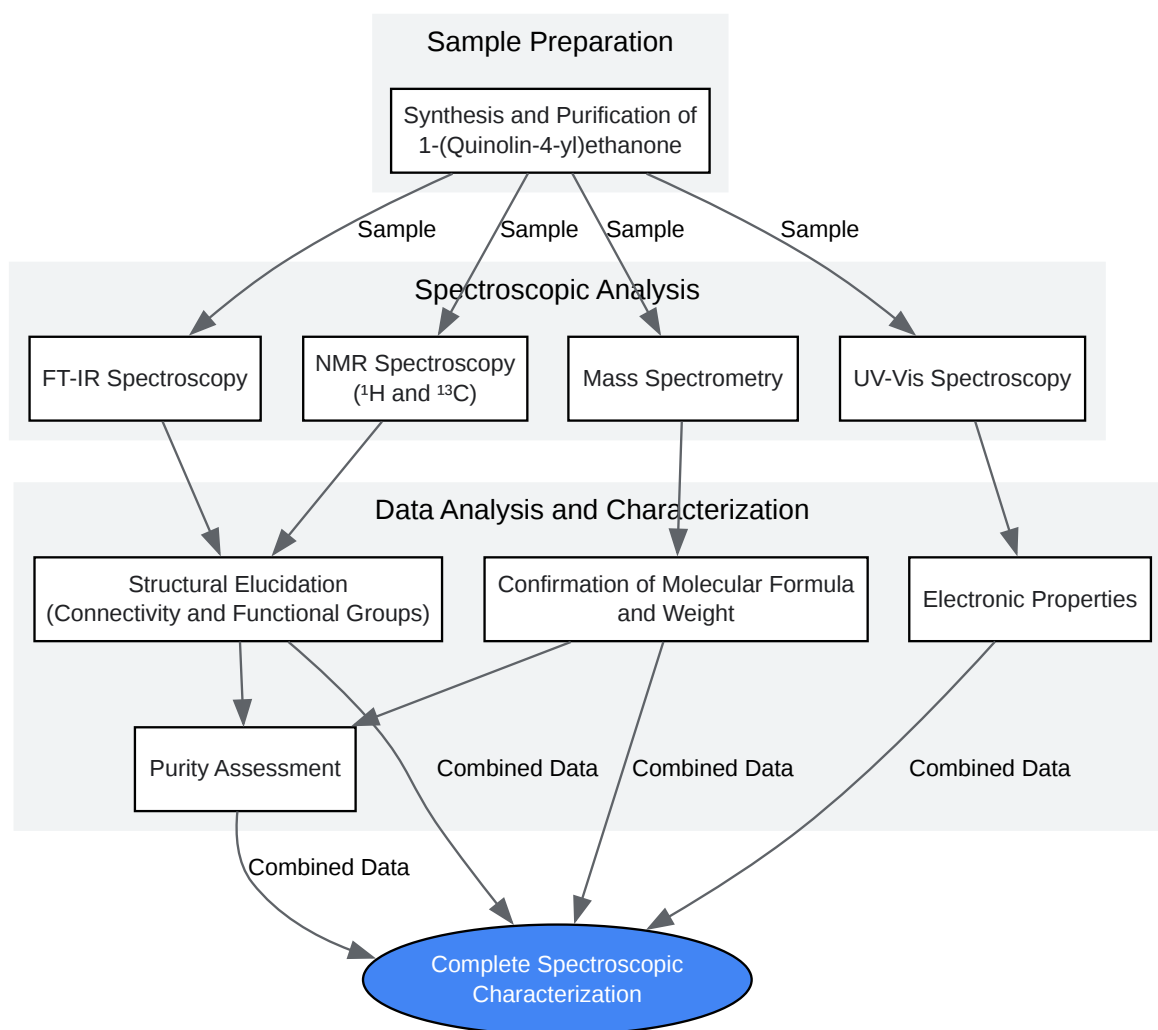 Sample Preparation
Synthesis and Purification of
1-(Quinolin-4-yl)ethanone
Sample
Sample
Sample
Sample
Spectroscopic Analysis
FT-IR Spectroscopy
NMR Spectroscopy
(¹H and ¹³C)
Mass Spectrometry
UV-Vis Spectroscopy
Data Analysis and Characterization
Structural Elucidation
(Connectivity and Functional Groups)
Confirmation of Molecular Formula
and Weight
Electronic Properties
Purity Assessment
Combined Data
Combined Data
Combined Data
Combined Data
Complete Spectroscopic
Characterization